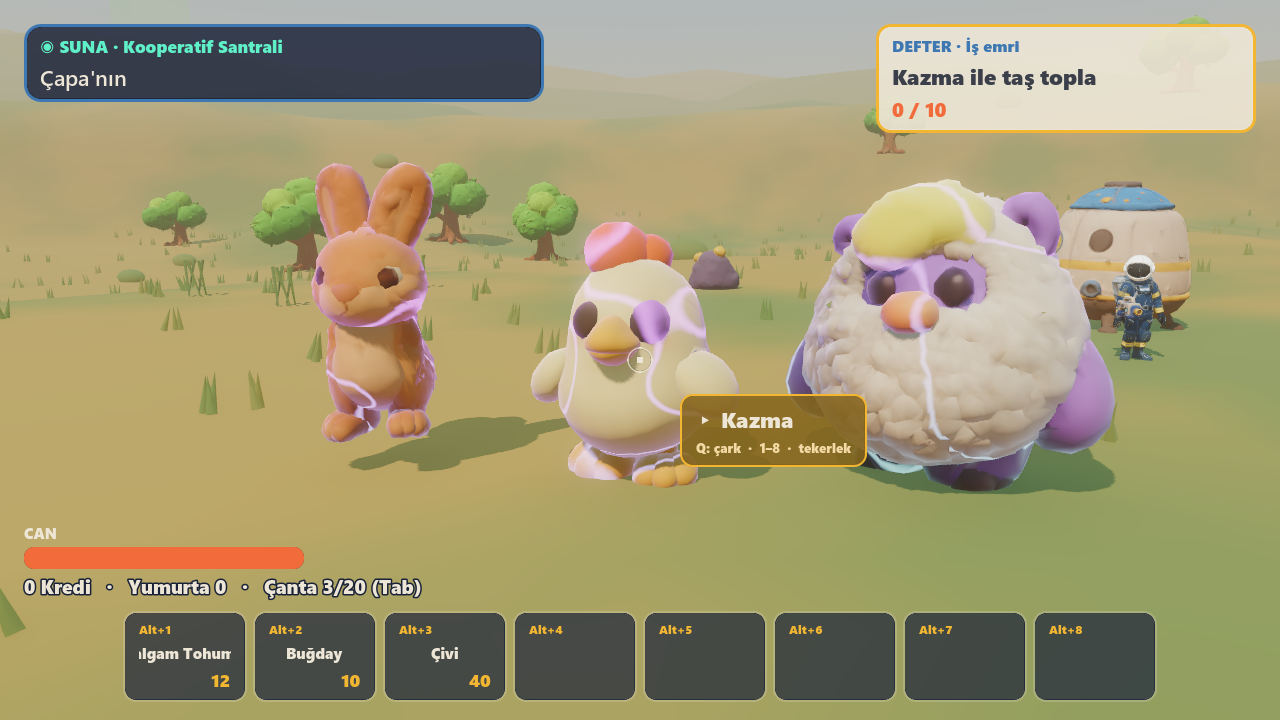 ◉ SUNA · Kooperatif Santrali
Çapa'nın
DEFTER · İş emri
Kazma ile taş topla
0 / 10
▸ Kazma
Q: çark · 1–8 · tekerlek
CAN
0 Kredi · Yumurta 0 · Çanta 3/20 (Tab)
Alt+1 Alt+2 Alt+3 Alt+4 Alt+5 Alt+6 Alt+7 Alt+8
algam Tohum Buğday Çivi
12 10 40